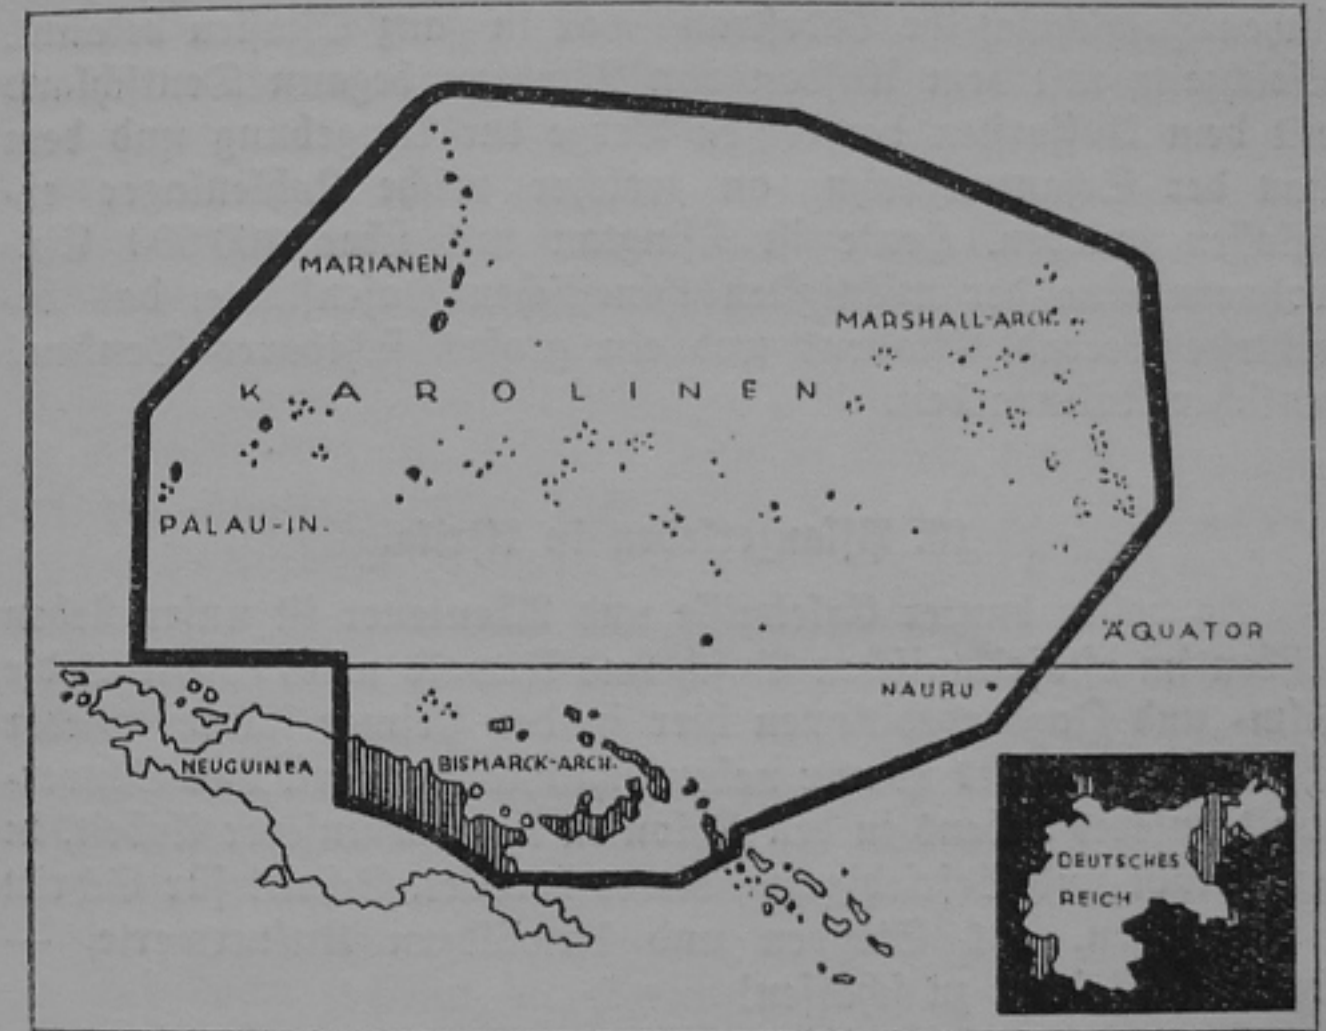 MARIANEN
MARSHALL-ARCH.
KAROLINEN
PALAU-IN.
ÄQUATOR
NAURU
NEUGUINEA
BISMARCK-ARCH.
DEUTSCHES
REICH